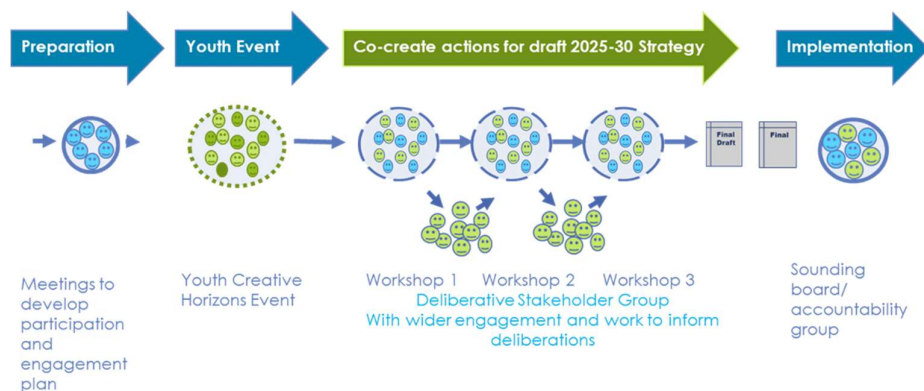 Preparation
Youth Event
Co-create actions for draft 2025-30 Strategy
Implementation
Final
Draft
Final
Meetings to
develop
participation
and
engagement
plan
Youth Creative
Horizons Event
Workshop 1
Workshop 2
Workshop 3
Deliberative Stakeholder Group
With wider engagement and work to inform
deliberations
Sounding
board/
accountability
group